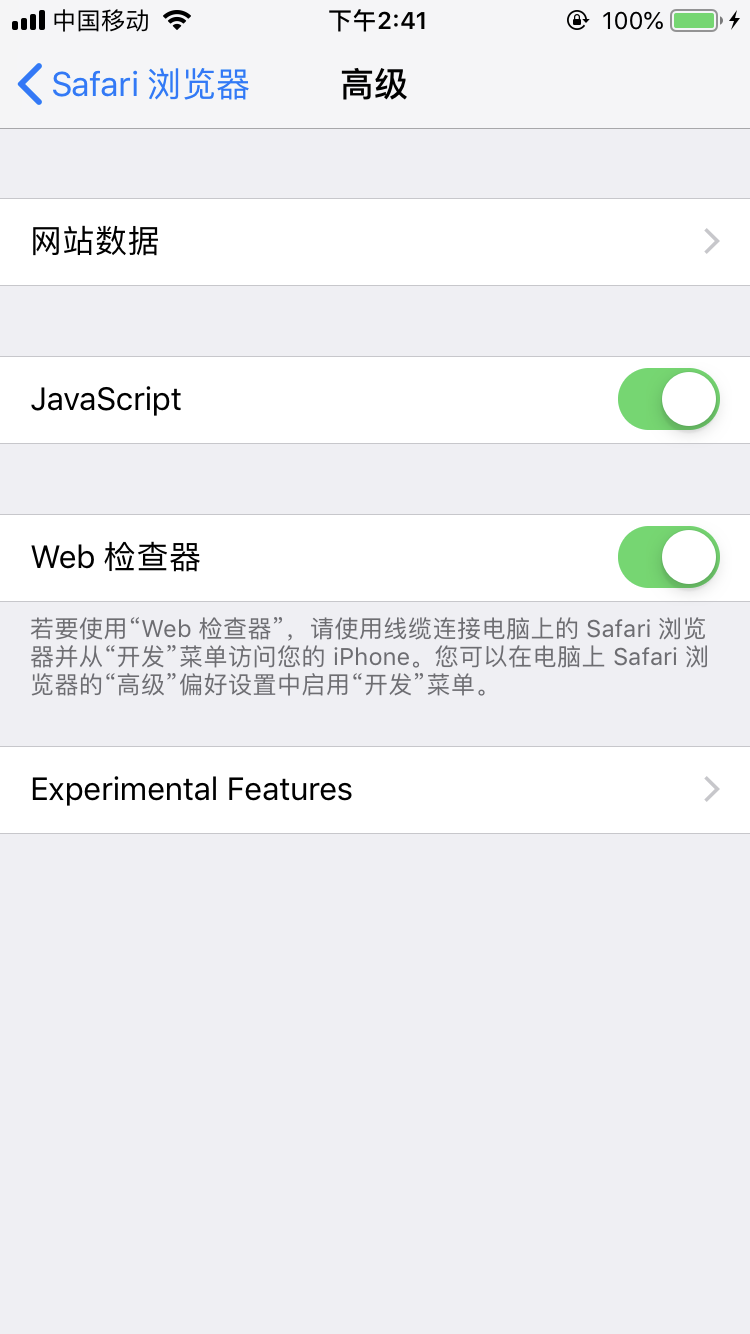 中国移动 下午2:41 100%
Safari 浏览器 高级
网站数据
JavaScript
Web 检查器
若要使用“Web 检查器”，请使用线缆连接电脑上的 Safari 浏览
器并从“开发”菜单访问您的 iPhone。您可以在电脑上 Safari 浏
览器的“高级”偏好设置中启用“开发”菜单。
Experimental Features